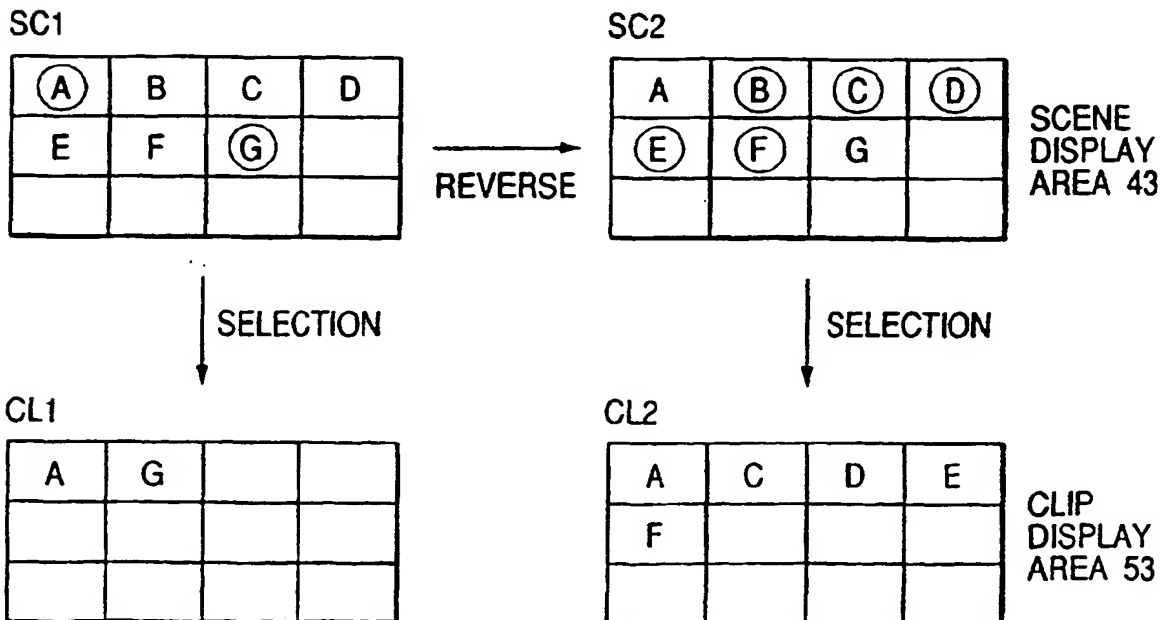 SC1
SC2
A B C D
A B C D
E F G
E F G
REVERSE
SCENE
DISPLAY
AREA 43
SELECTION
SELECTION
CL1
CL2
A G
A C D E
F
CLIP
DISPLAY
AREA 53